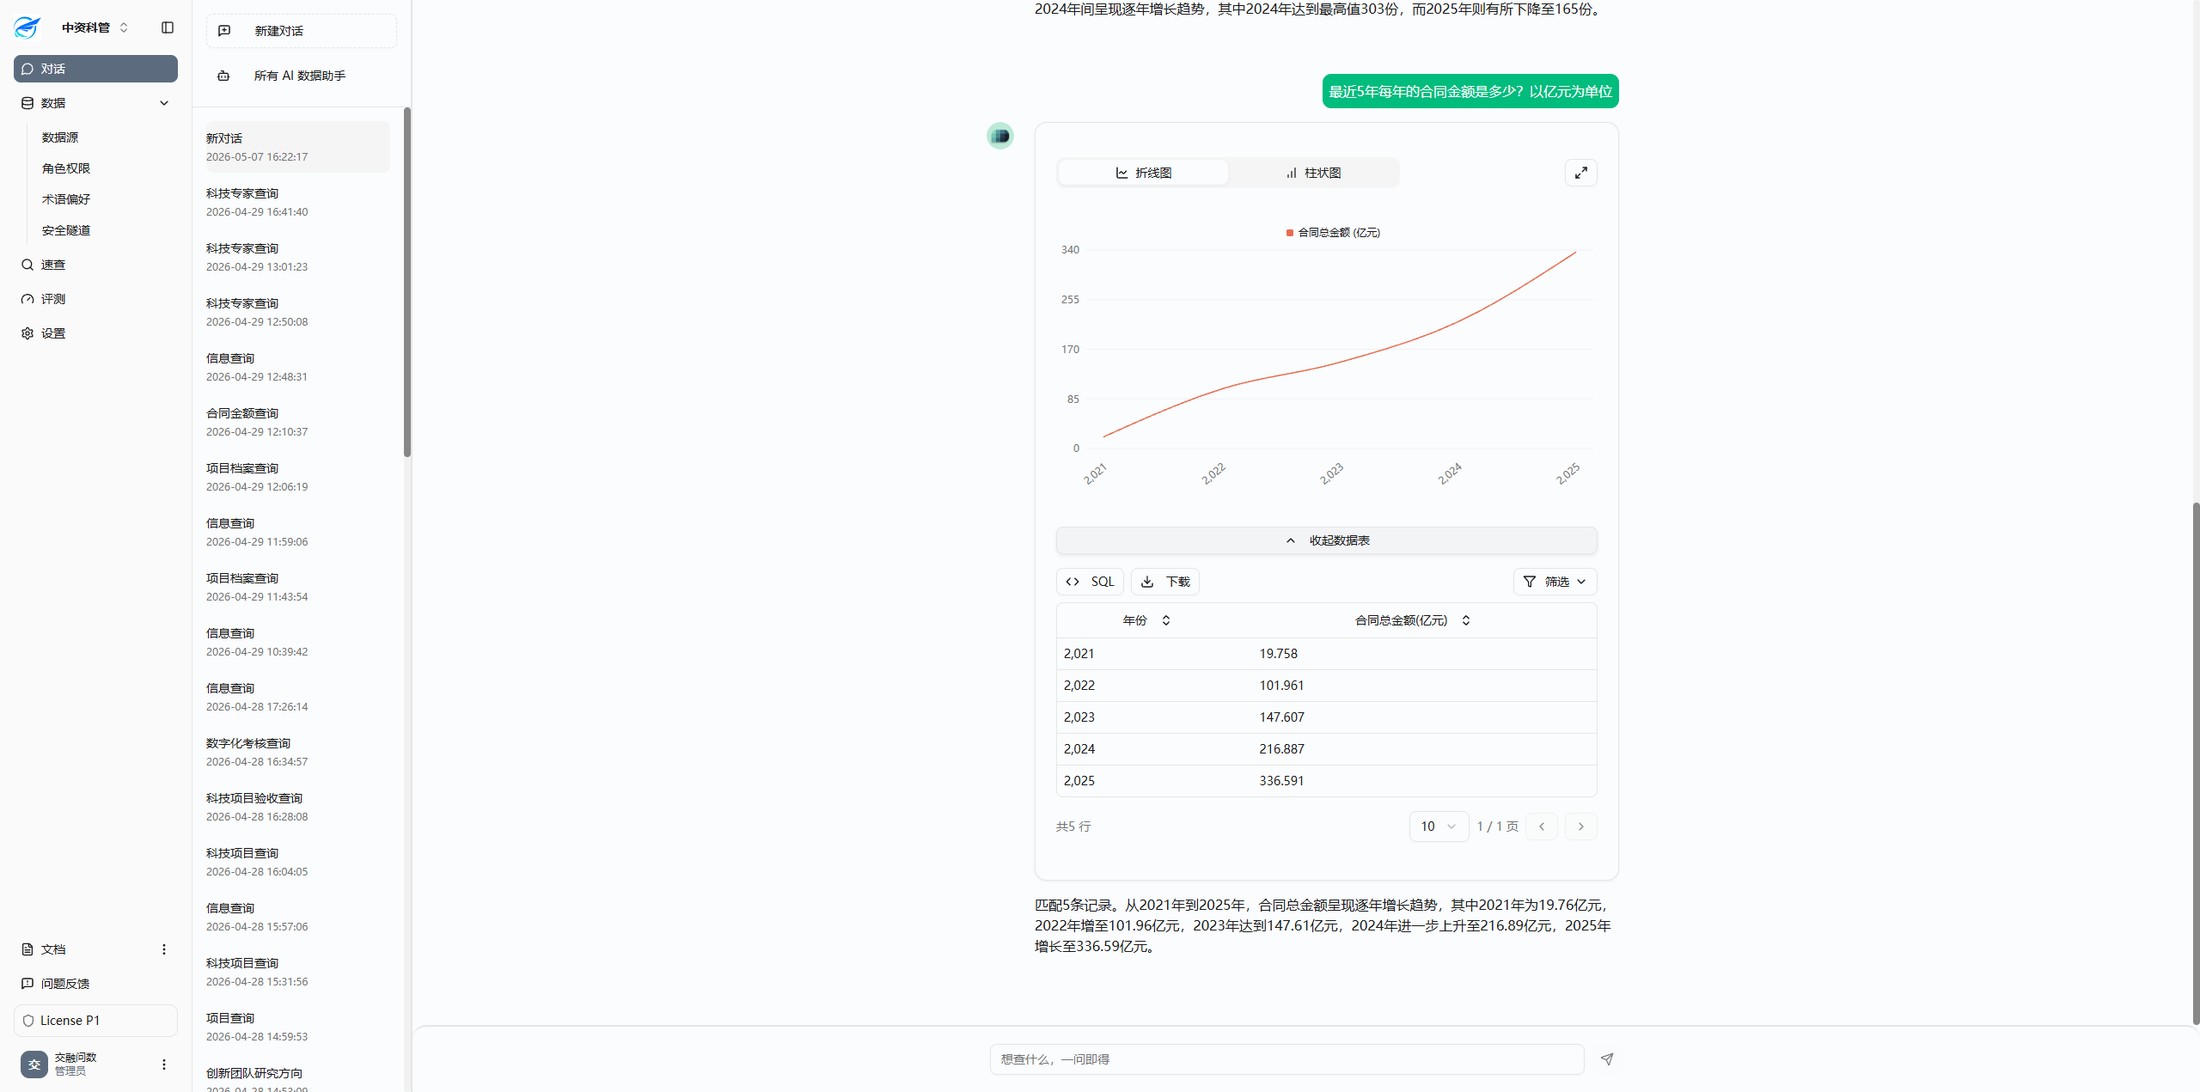 中资科管
对话
数据
数据源
角色权限
术语偏好
安全隧道
速查
评测
设置
文档
问题反馈
License P1
交
交融问数
管理员
新建对话
所有 AI 数据助手
新对话
2026-05-07 16:22:17
科技专家查询
2026-04-29 16:41:40
科技专家查询
2026-04-29 13:01:23
科技专家查询
2026-04-29 12:50:08
信息查询
2026-04-29 12:48:31
合同金额查询
2026-04-29 12:10:37
项目档案查询
2026-04-29 12:06:19
信息查询
2026-04-29 11:59:06
项目档案查询
2026-04-29 11:43:54
信息查询
2026-04-29 10:39:42
信息查询
2026-04-28 17:26:14
数字化考核查询
2026-04-28 16:34:57
科技项目验收查询
2026-04-28 16:28:08
科技项目查询
2026-04-28 16:04:05
信息查询
2026-04-28 15:57:06
科技项目查询
2026-04-28 15:31:56
项目查询
2026-04-28 14:59:53
创新团队研究方向
2026-04-28 14:53:09
2024年间呈现逐年增长趋势，其中2024年达到最高值303份，而2025年则有所下降至165份。
最近5年每年的合同金额是多少？以亿元为单位
折线图
柱状图
合同总金额 (亿元)
340
255
170
85
0
2,021
2,022
2,023
2,024
2,025
收起数据表
SQL
下载
筛选
年份
合同总金额(亿元)
2,021 19.758
2,022 101.961
2,023 147.607
2,024 216.887
2,025 336.591
共5 行
10
1 / 1 页
匹配5条记录。从2021年到2025年，合同总金额呈现逐年增长趋势，其中2021年为19.76亿元，
2022年增至101.96亿元，2023年达到147.61亿元，2024年进一步上升至216.89亿元，2025年
增长至336.59亿元。
想查什么，一问即得